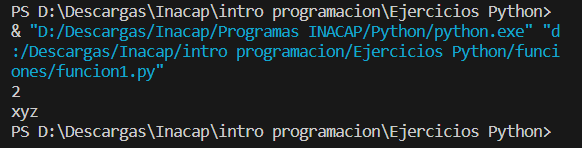 PS D:\Descargas\Inacap\intro programacion\Ejercicios Python>
& "D:/Descargas/Inacap/Programas INACAP/Python/python.exe" "d
:/Descargas/Inacap/intro programacion/Ejercicios Python/funci
ones/funcion1.py"
2
xyz
PS D:\Descargas\Inacap\intro programacion\Ejercicios Python>